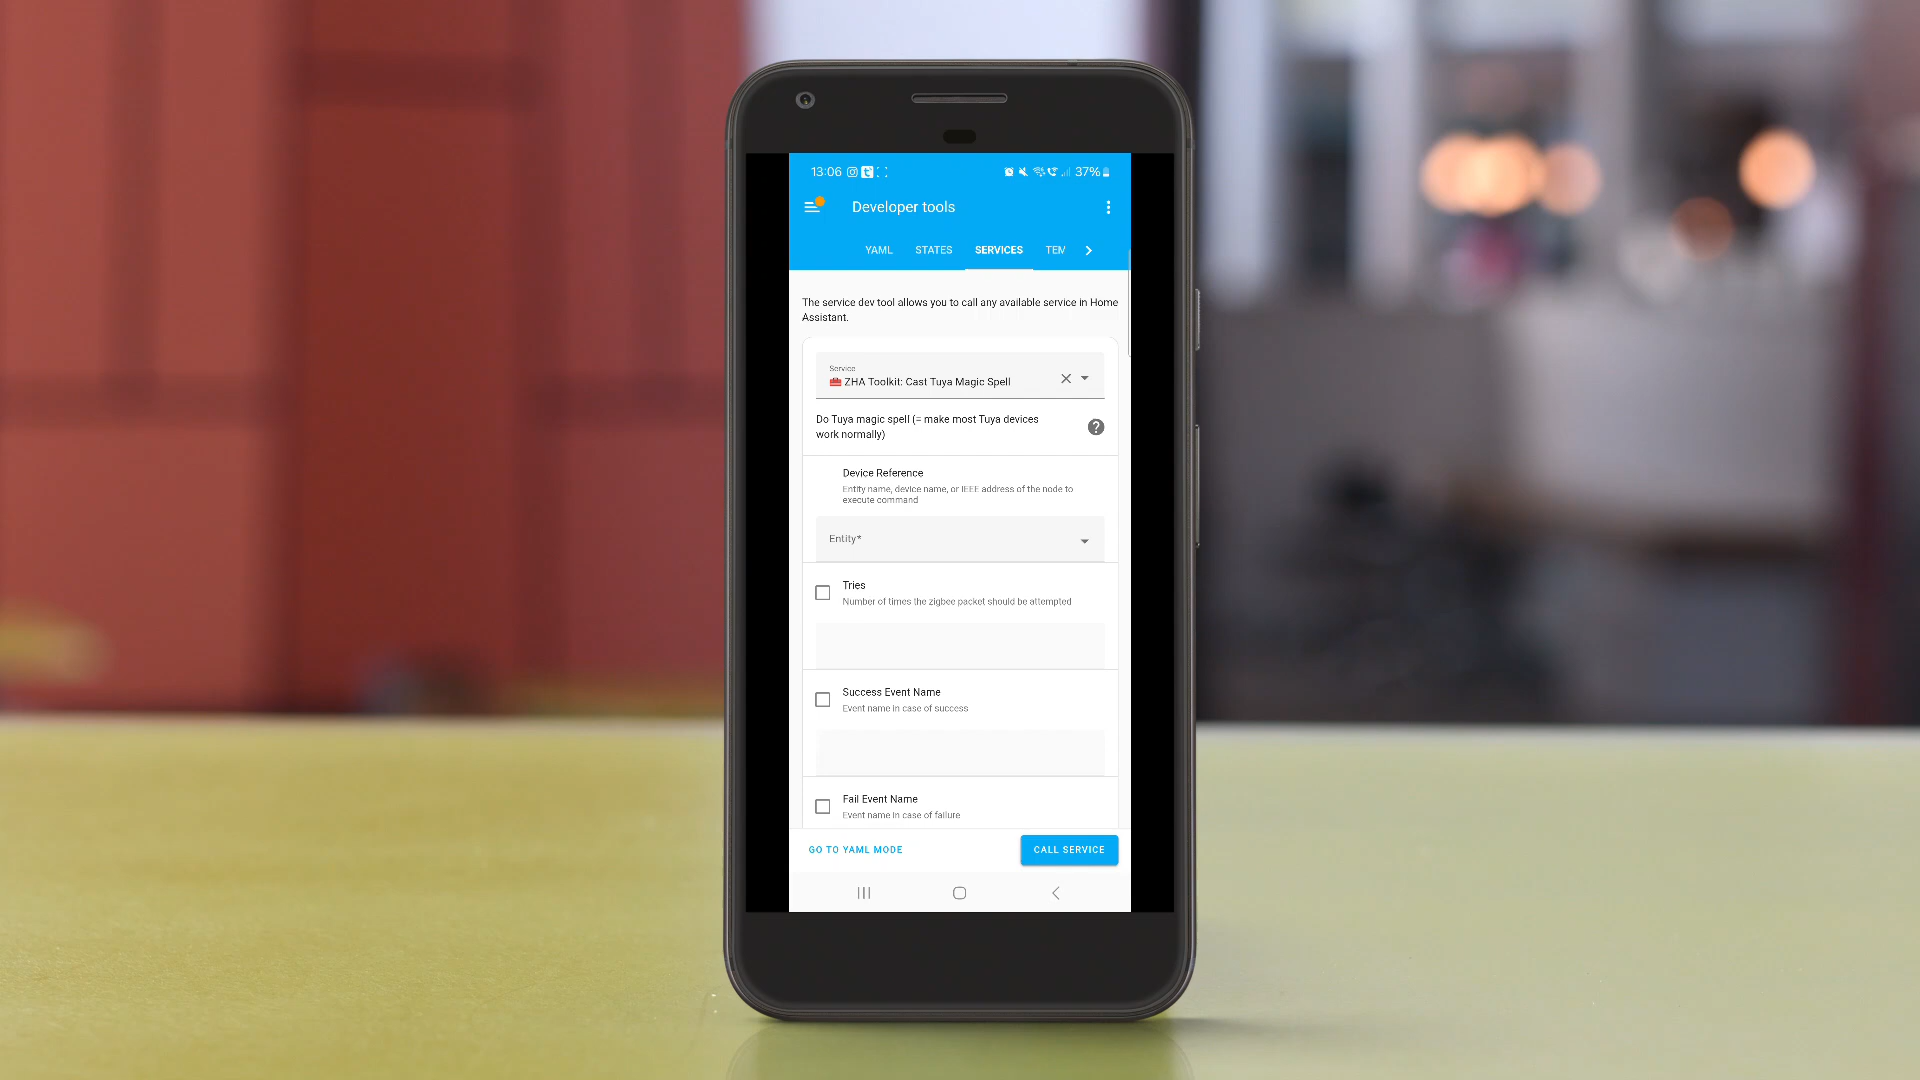 13:06 37%
Developer tools
YAML STATES SERVICES TEM
The service dev tool allows you to call any available service in Home
Assistant.
Service
ZHA Toolkit: Cast Tuya Magic Spell
Do Tuya magic spell (= make most Tuya devices
work normally)
Device Reference
Entity name, device name, or IEEE address of the node to
execute command
Entity*
Tries
Number of times the zigbee packet should be attempted
Success Event Name
Event name in case of success
Fail Event Name
Event name in case of failure
GO TO YAML MODE CALL SERVICE